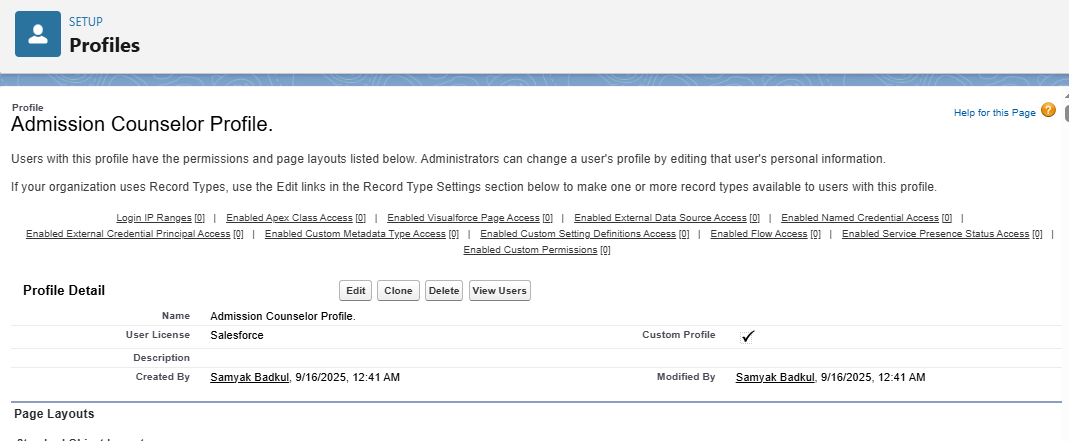 SETUP
Profiles
Profile
Admission Counselor Profile.
Help for this Page ?
Users with this profile have the permissions and page layouts listed below. Administrators can change a user's profile by editing that user's personal information.
If your organization uses Record Types, use the Edit links in the Record Type Settings section below to make one or more record types available to users with this profile.
Login IP Ranges [0] | Enabled Apex Class Access [0] | Enabled Visualforce Page Access [0] | Enabled External Data Source Access [0] | Enabled Named Credential Access [0] |
Enabled External Credential Principal Access [0] | Enabled Custom Metadata Type Access [0] | Enabled Custom Setting Definitions Access [0] | Enabled Flow Access [0] | Enabled Service Presence Status Access [0] |
Enabled Custom Permissions [0]
Profile Detail Edit Clone Delete View Users
Name Admission Counselor Profile.
User License Salesforce Custom Profile
Description
Created By Samyak Badkul, 9/16/2025, 12:41 AM Modified By Samyak Badkul, 9/16/2025, 12:41 AM
Page Layouts